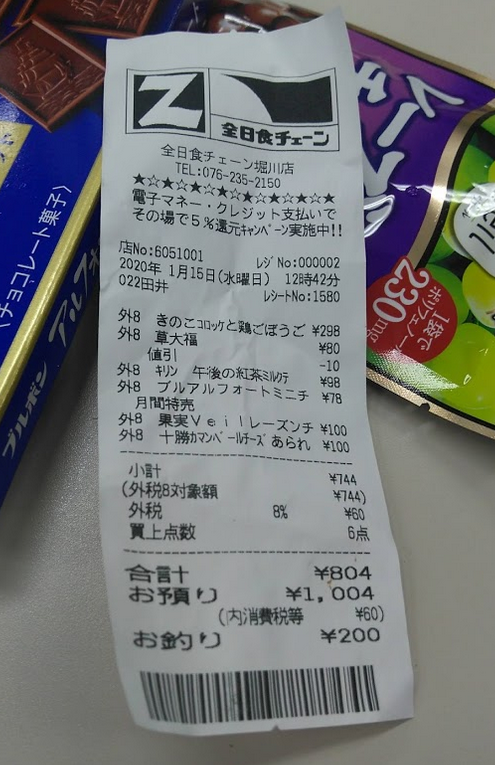 Z 全日食チェーン
全日食チェーン堀川店
TEL:076-235-2150
★☆★☆★☆★☆★☆★☆★☆★
電子マネー・クレジット支払いで
その場で5%還元キャンペーン実施中!!
店No:6051001 レジNo:000002
2020年 1月15日(水曜日) 12時42分
022田井 レシートNo:1580
外8 きのこコロッケと鶏ごぼうご ¥298
外8 草大福 ¥80
値引 -10
外8 キリン 午後の紅茶ミルクテ ¥98
外8 ブルアルフォートミニチ ¥78
月間特売
外8 果実Veilレーズンチ ¥100
外8 十勝カマンベールチーズあられ ¥100
小計 ¥744
(外税8対象額 ¥744)
外税 8% ¥60
買上点数 6点
合計 ¥804
お預り ¥1,004
(内消費税等 ¥60)
お釣り ¥200
(チョコレート菓子)
ブルボン アルフォ
レーズ
1袋で
ポリフェノー
230mg